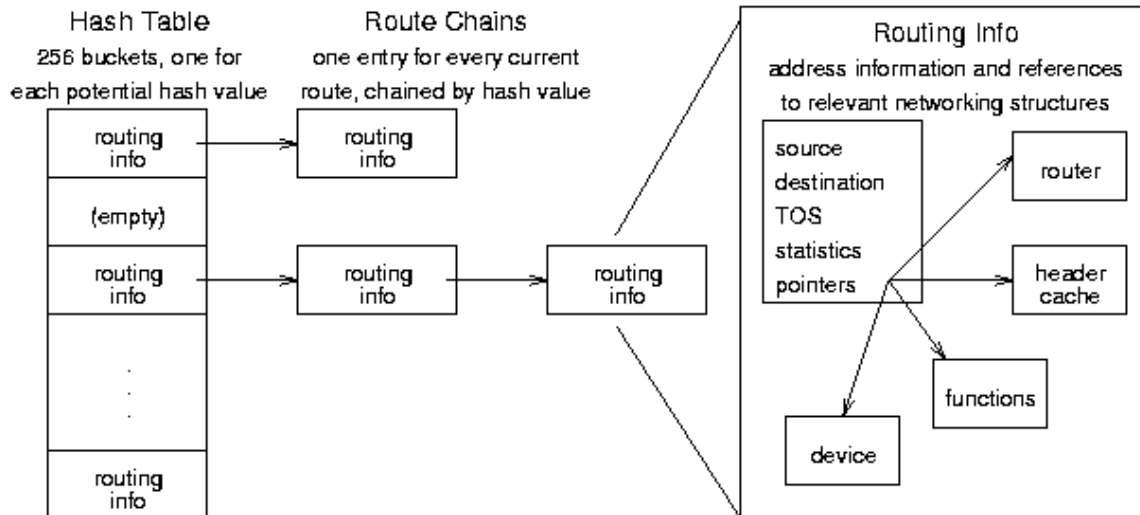 Hash Table
256 buckets, one for
each potential hash value
routing
info
(empty)
routing
info
.
.
.
routing
info
Route Chains
one entry for every current
route, chained by hash value
routing
info
routing
info
routing
info
Routing Info
address information and references
to relevant networking structures
source
destination
TOS
statistics
pointers
router
header
cache
functions
device